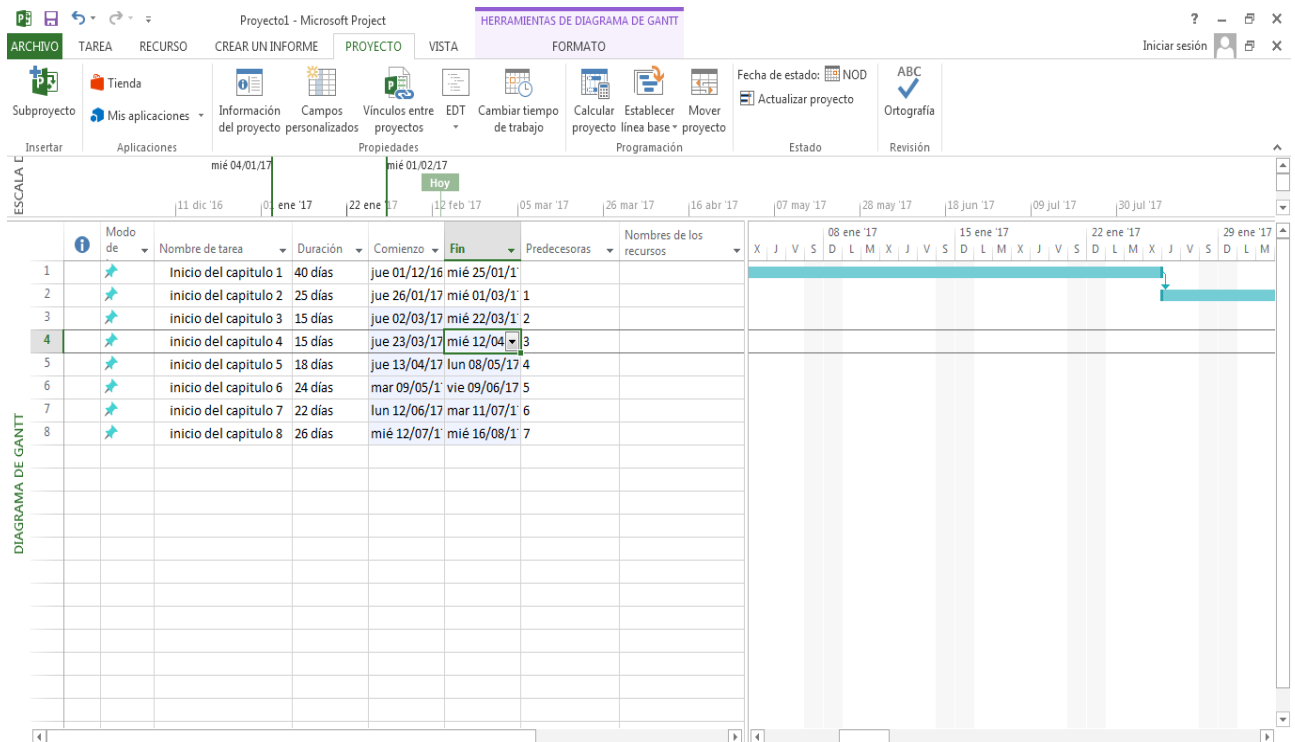 Proyecto1 - Microsoft Project
HERRAMIENTAS DE DIAGRAMA DE GANTT
?
ARCHIVO TAREA RECURSO CREAR UN INFORME PROYECTO VISTA FORMATO Iniciar sesión
Subproyecto
Tienda
Mis aplicaciones
Información del proyecto
Campos personalizados
Vínculos entre proyectos
EDT
Cambiar tiempo de trabajo
Calcular proyecto
Establecer línea base
Mover proyecto
Fecha de estado: NOD
Actualizar proyecto
ABC
Ortografía
Insertar Aplicaciones Propiedades Programación Estado Revisión
ESCALA D
mié 04/01/17 mié 01/02/17
Hoy
11 dic '16 01 ene '17 22 ene '17 12 feb '17 05 mar '17 26 mar '17 16 abr '17 07 may '17 28 may '17 18 jun '17 09 jul '17 30 jul '17
DIAGRAMA DE GANTT
Modo de Nombre de tarea Duración Comienzo Fin Predecesoras Nombres de los recursos
08 ene '17 15 ene '17 22 ene '17 29 ene '17
X J V S D L M X J V S D L M X J V S D L M X J V S D L M
1 Inicio del capitulo 1 40 días jue 01/12/16 mié 25/01/1
2 inicio del capitulo 2 25 días jue 26/01/17 mié 01/03/1 1
3 inicio del capitulo 3 15 días jue 02/03/17 mié 22/03/1 2
4 inicio del capitulo 4 15 días jue 23/03/17 mié 12/04 3
5 inicio del capitulo 5 18 días jue 13/04/17 lun 08/05/17 4
6 inicio del capitulo 6 24 días mar 09/05/1 vie 09/06/17 5
7 inicio del capitulo 7 22 días lun 12/06/17 mar 11/07/1 6
8 inicio del capitulo 8 26 días mié 12/07/1 mié 16/08/1 7